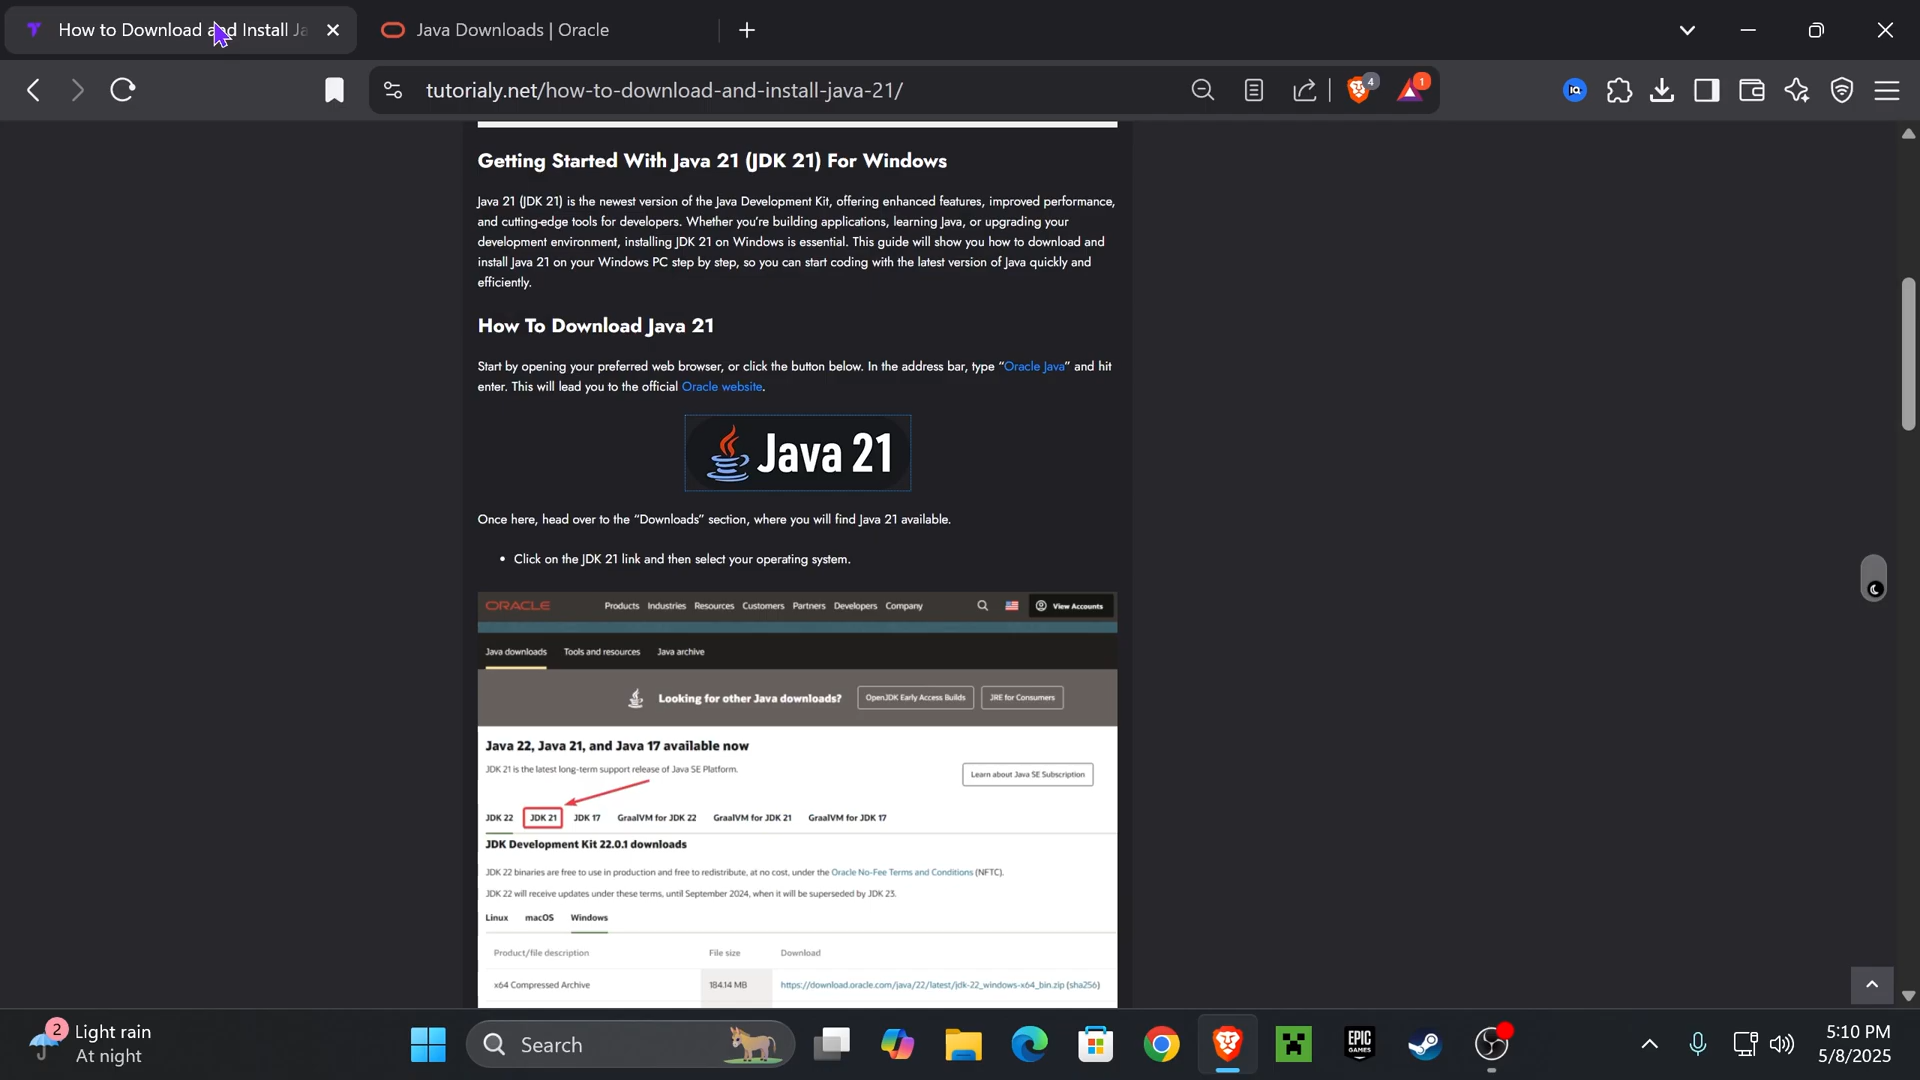 How to Download and Install Ja
Java Downloads | Oracle
tutorialy.net/how-to-download-and-install-java-21/
4
1
IQ
Getting Started With Java 21 (JDK 21) For Windows
Java 21 (JDK 21) is the newest version of the Java Development Kit, offering enhanced features, improved performance,
and cutting-edge tools for developers. Whether you're building applications, learning Java, or upgrading your
development environment, installing JDK 21 on Windows is essential. This guide will show you how to download and
install Java 21 on your Windows PC step by step, so you can start coding with the latest version of Java quickly and
efficiently.
How To Download Java 21
Start by opening your preferred web browser, or click the button below. In the address bar, type “Oracle Java” and hit
enter. This will lead you to the official Oracle website.
Java 21
Once here, head over to the “Downloads” section, where you will find Java 21 available.
• Click on the JDK 21 link and then select your operating system.
ORACLE Products Industries Resources Customers Partners Developers Company View Accounts
Java downloads Tools and resources Java archive
Looking for other Java downloads? OpenJDK Early Access Builds JRE for Consumers
Java 22, Java 21, and Java 17 available now
JDK 21 is the latest long-term support release of Java SE Platform.
Learn about Java SE Subscription
JDK 22 JDK 21 JDK 17 GraalVM for JDK 22 GraalVM for JDK 21 GraalVM for JDK 17
JDK Development Kit 22.0.1 downloads
JDK 22 binaries are free to use in production and free to redistribute, at no cost, under the Oracle No-Fee Terms and Conditions (NFTC).
JDK 22 will receive updates under these terms, until September 2024, when it will be superseded by JDK 23.
Linux macOS Windows
Product/file description File size Download
x64 Compressed Archive 184.14 MB https://download.oracle.com/java/22/latest/jdk-22_windows-x64_bin.zip (sha256)
2
Light rain
At night
Search
EPIC
GAMES
5:10 PM
5/8/2025